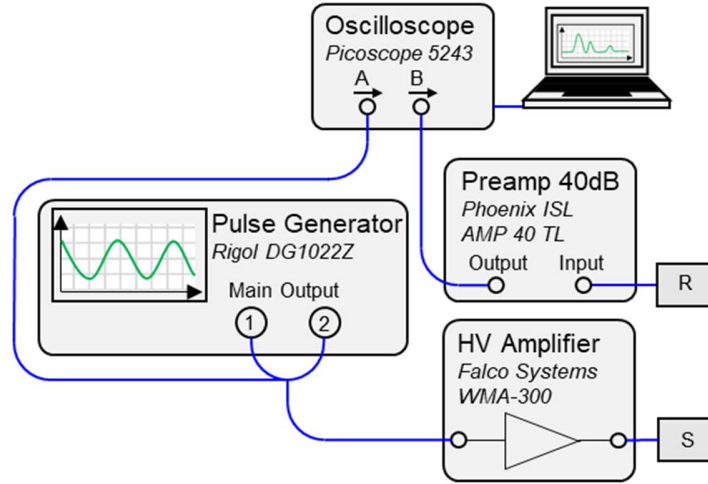 Oscilloscope
Picoscope 5243
A B
Preamp 40dB
Phoenix ISL
AMP 40 TL
Output Input
R
Pulse Generator
Rigol DG1022Z
Main Output
1 2
HV Amplifier
Falco Systems
WMA-300
S